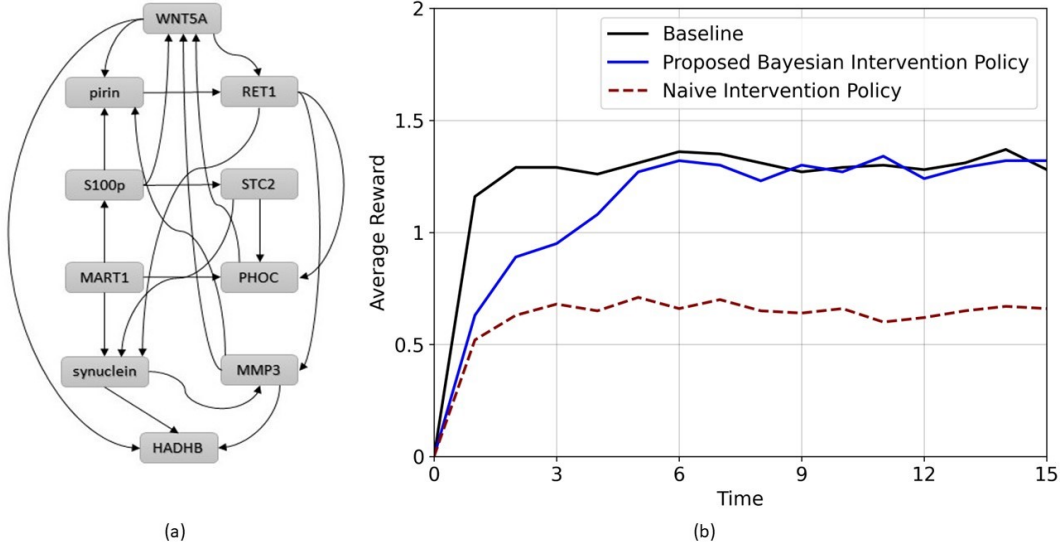 WNT5A
pirin
RET1
S100p
STC2
MART1
PHOC
synuclein
MMP3
HADHB
(a)
Baseline
Proposed Bayesian Intervention Policy
Naive Intervention Policy
Average Reward
2
1.5
1
0.5
0
0 3 6 9 12 15
Time
(b)